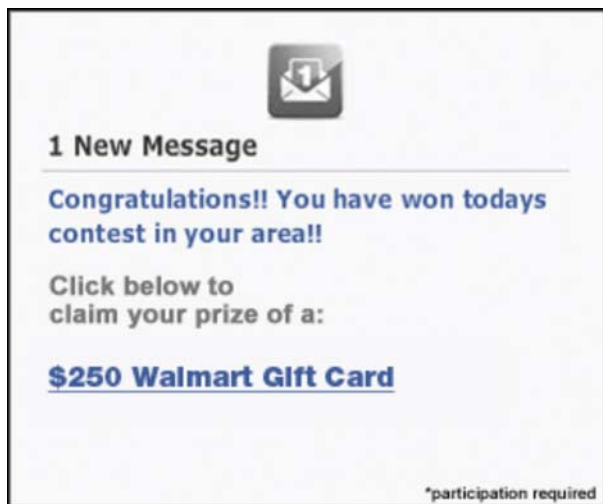 1
1 New Message
Congratulations!! You have won todays
contest in your area!!
Click below to
claim your prize of a:
$250 Walmart GIft Card
*participation required